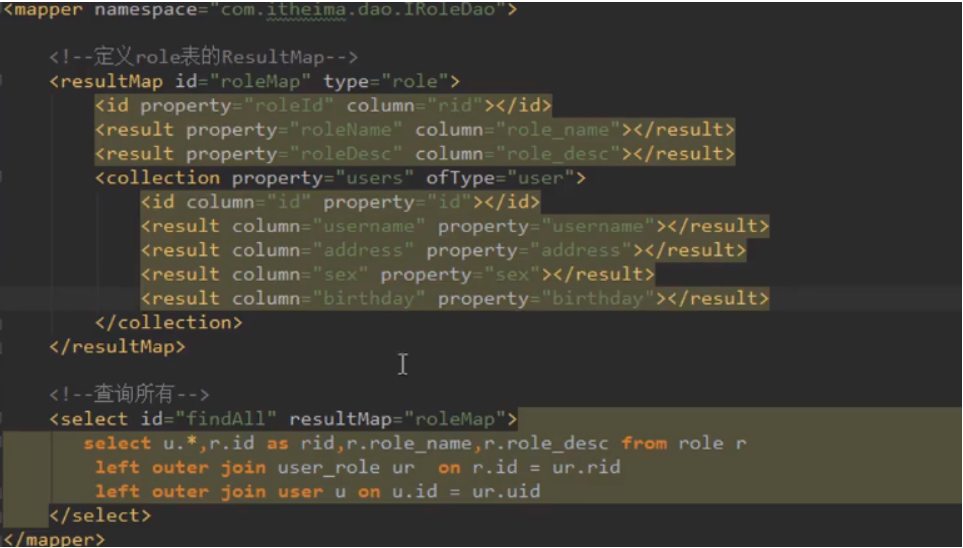 <mapper namespace="com.itheima.dao.IRoleDao">
<!--定义role表的ResultMap-->
<resultMap id="roleMap" type="role">
<id property="roleId" column="rid"></id>
<result property="roleName" column="role_name"></result>
<result property="roleDesc" column="role_desc"></result>
<collection property="users" ofType="user">
<id column="id" property="id"></id>
<result column="username" property="username"></result>
<result column="address" property="address"></result>
<result column="sex" property="sex"></result>
<result column="birthday" property="birthday"></result>
</collection>
</resultMap>
<!--查询所有-->
<select id="findAll" resultMap="roleMap">
select u.*,r.id as rid,r.role_name,r.role_desc from role r
left outer join user_role ur  on r.id = ur.rid
left outer join user u on u.id = ur.uid
</select>
</mapper>